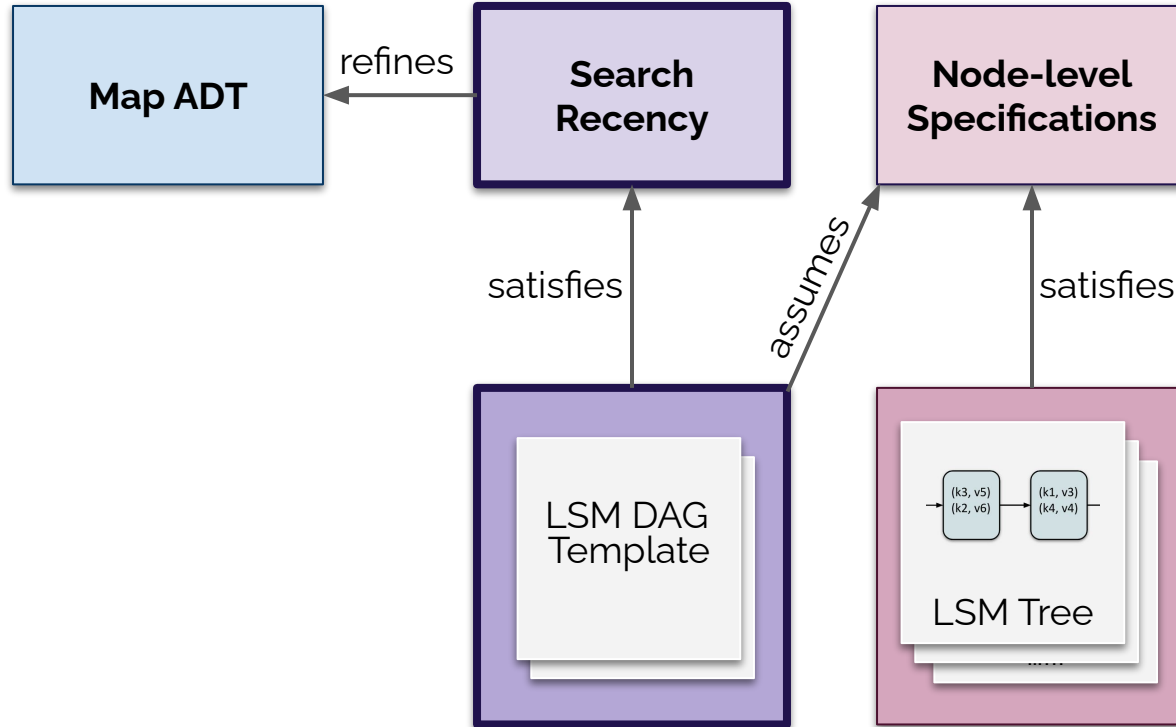 Map ADT
refines
Search
Recency
Node-level
Specifications
satisfies
assumes
satisfies
LSM DAG
Template
(k3, v5)
(k2, v6)
(k1, v3)
(k4, v4)
LSM Tree